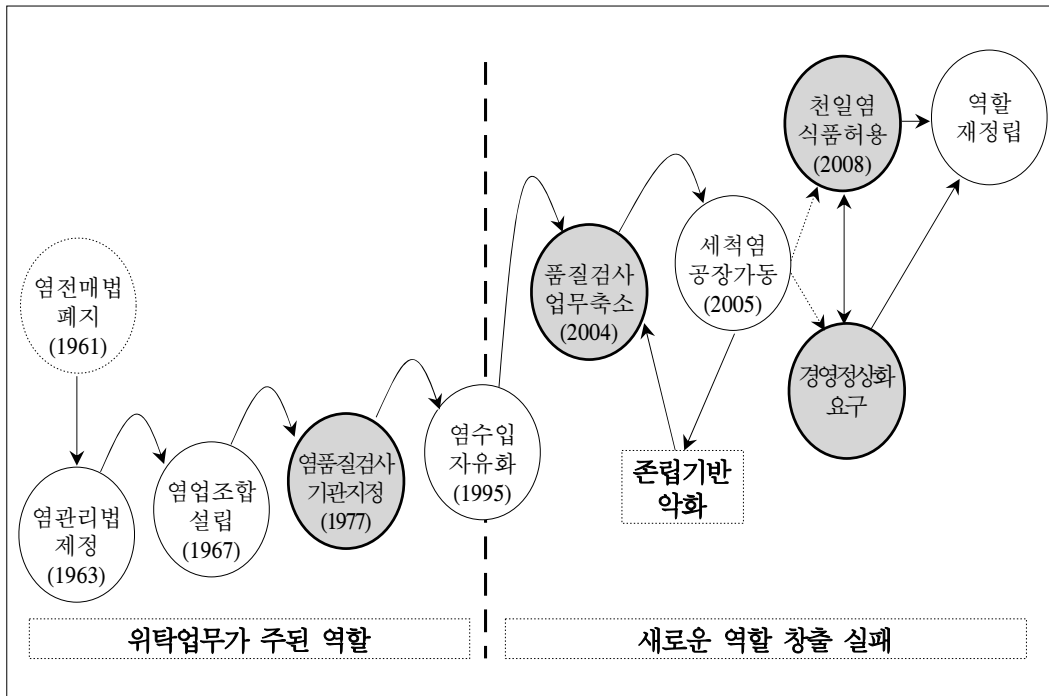 염전매법
폐지
(1961)
염관리법
제정
(1963)
염업조합
설립
(1967)
염품질검사
기관지정
(1977)
염수입
자유화
(1995)
품질검사
업무축소
(2004)
세척염
공장가동
(2005)
천일염
식품허용
(2008)
역할
재정립
경영정상화
요구
존립기반
악화
위탁업무가 주된 역할
새로운 역할 창출 실패